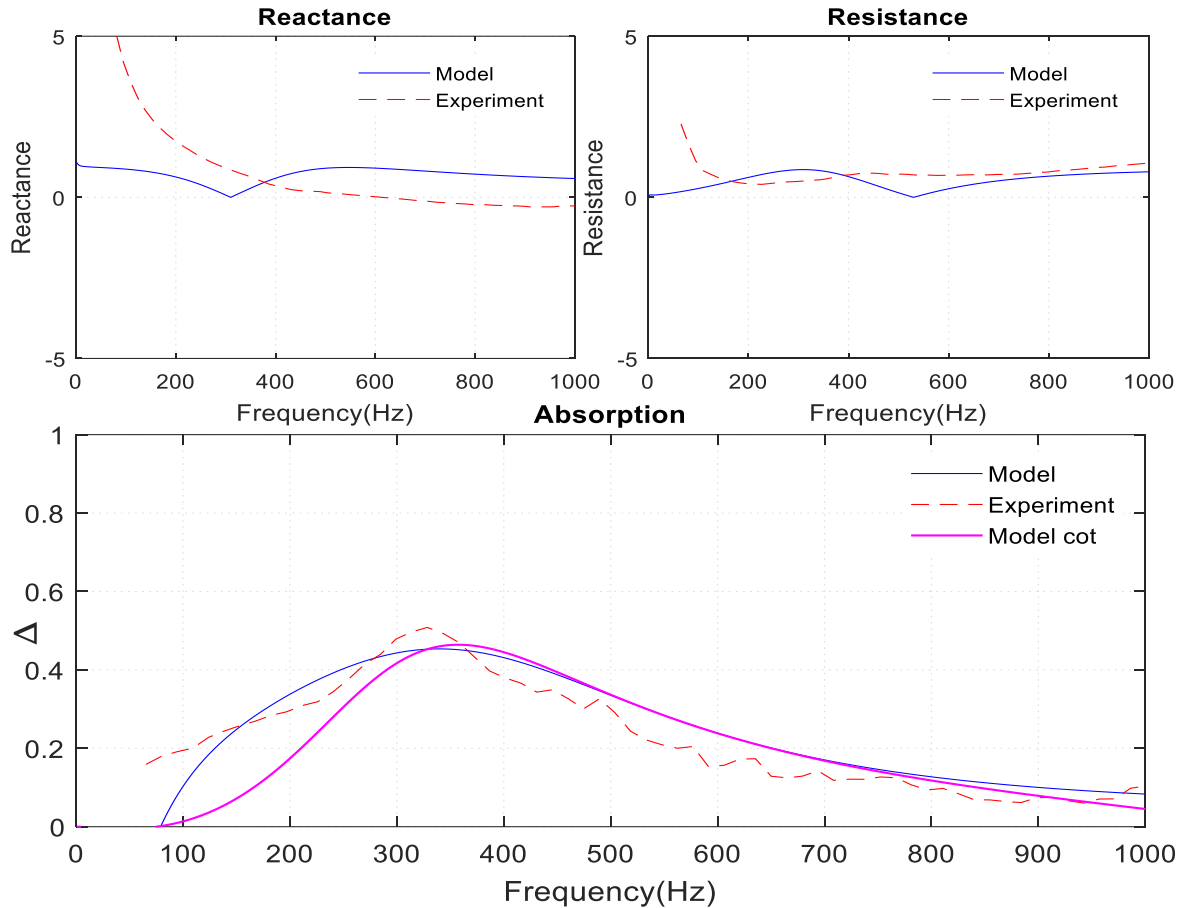 Reactance
5
Model
Experiment
Reactance
0
-5
0 200 400 600 800 1000
Frequency(Hz)
Resistance
5
Model
Experiment
Resistance
0
-5
0 200 400 600 800 1000
Frequency(Hz)
Absorption
1
Model
Experiment
Model cot
0.8
0.6
Δ
0.4
0.2
0
0 100 200 300 400 500 600 700 800 900 1000
Frequency(Hz)